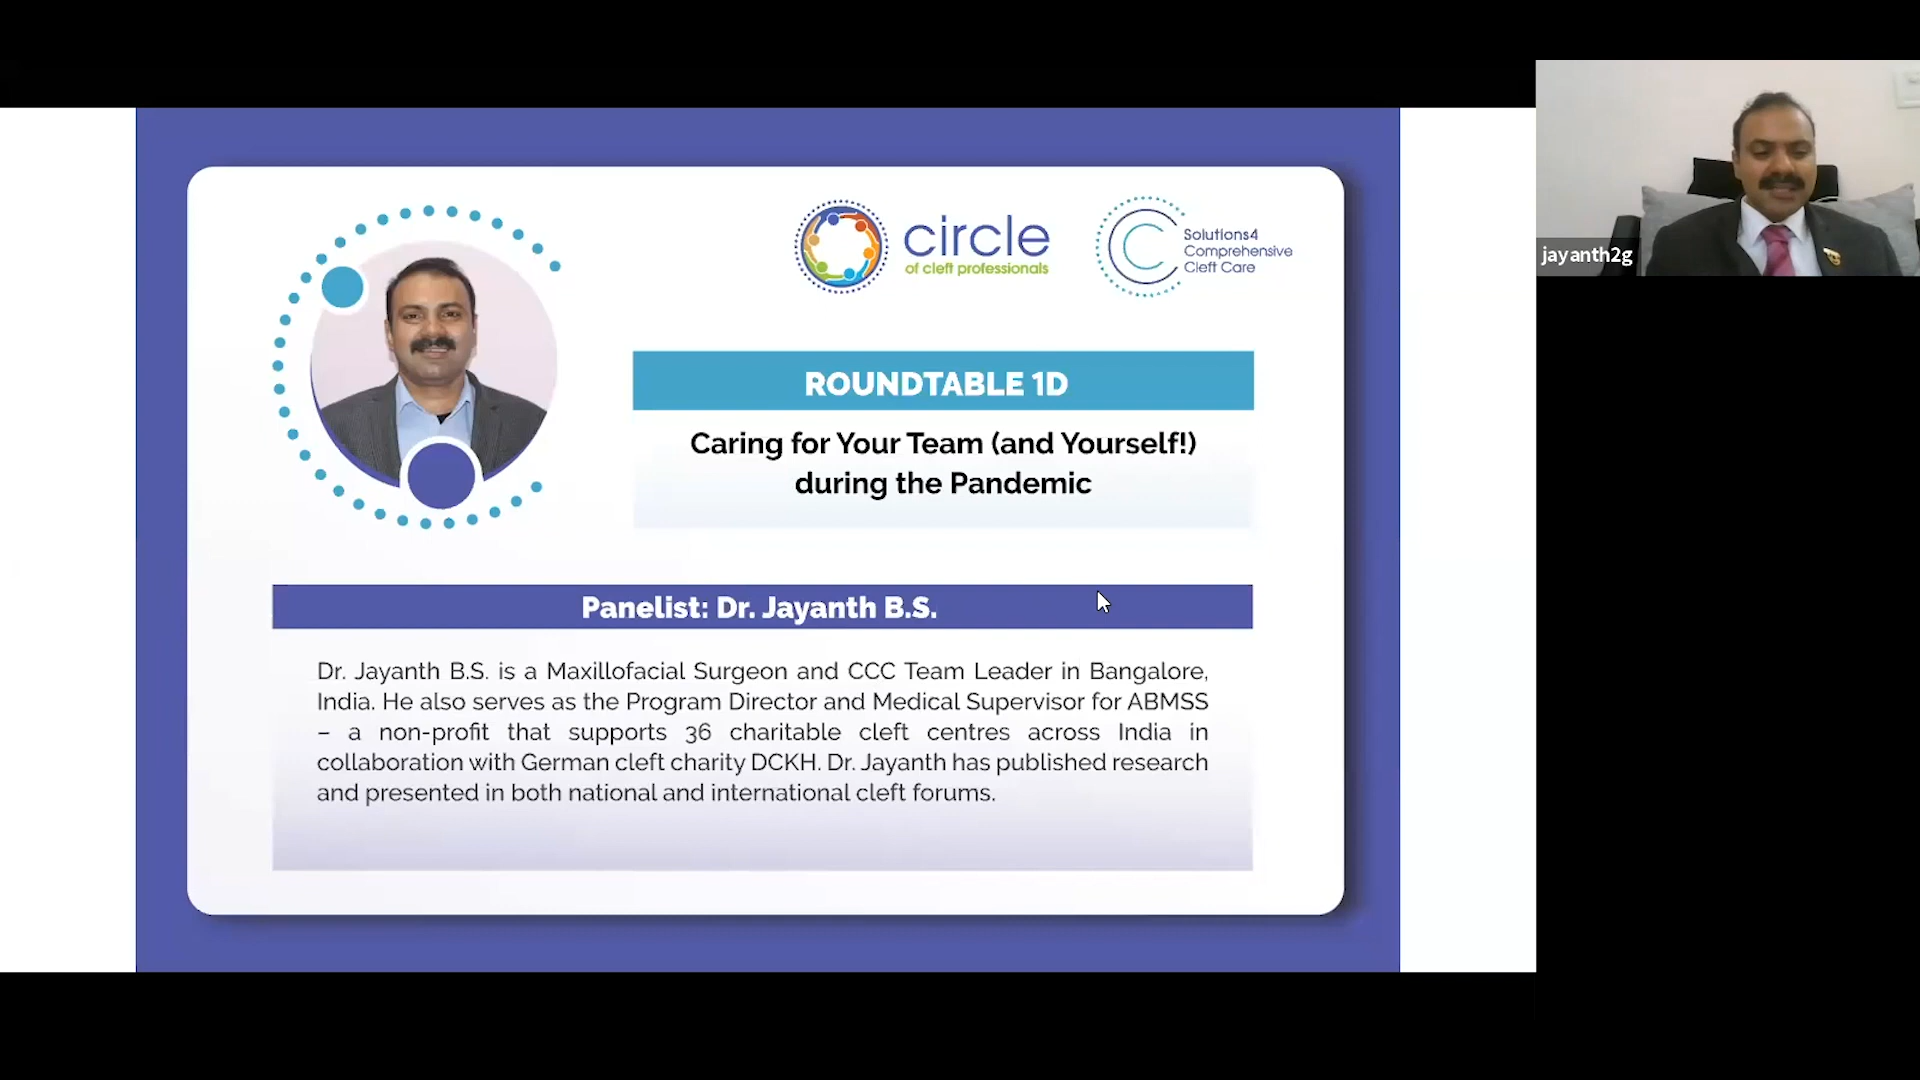 circle
of cleft professionals
Solutions4
Comprehensive
Cleft Care
jayanth2g
ROUNDTABLE 1D
Caring for Your Team (and Yourself!)
during the Pandemic
Panelist: Dr. Jayanth B.S.
Dr. Jayanth B.S. is a Maxillofacial Surgeon and CCC Team Leader in Bangalore,
India. He also serves as the Program Director and Medical Supervisor for ABMSS
– a non-profit that supports 36 charitable cleft centres across India in
collaboration with German cleft charity DCKH. Dr. Jayanth has published research
and presented in both national and international cleft forums.